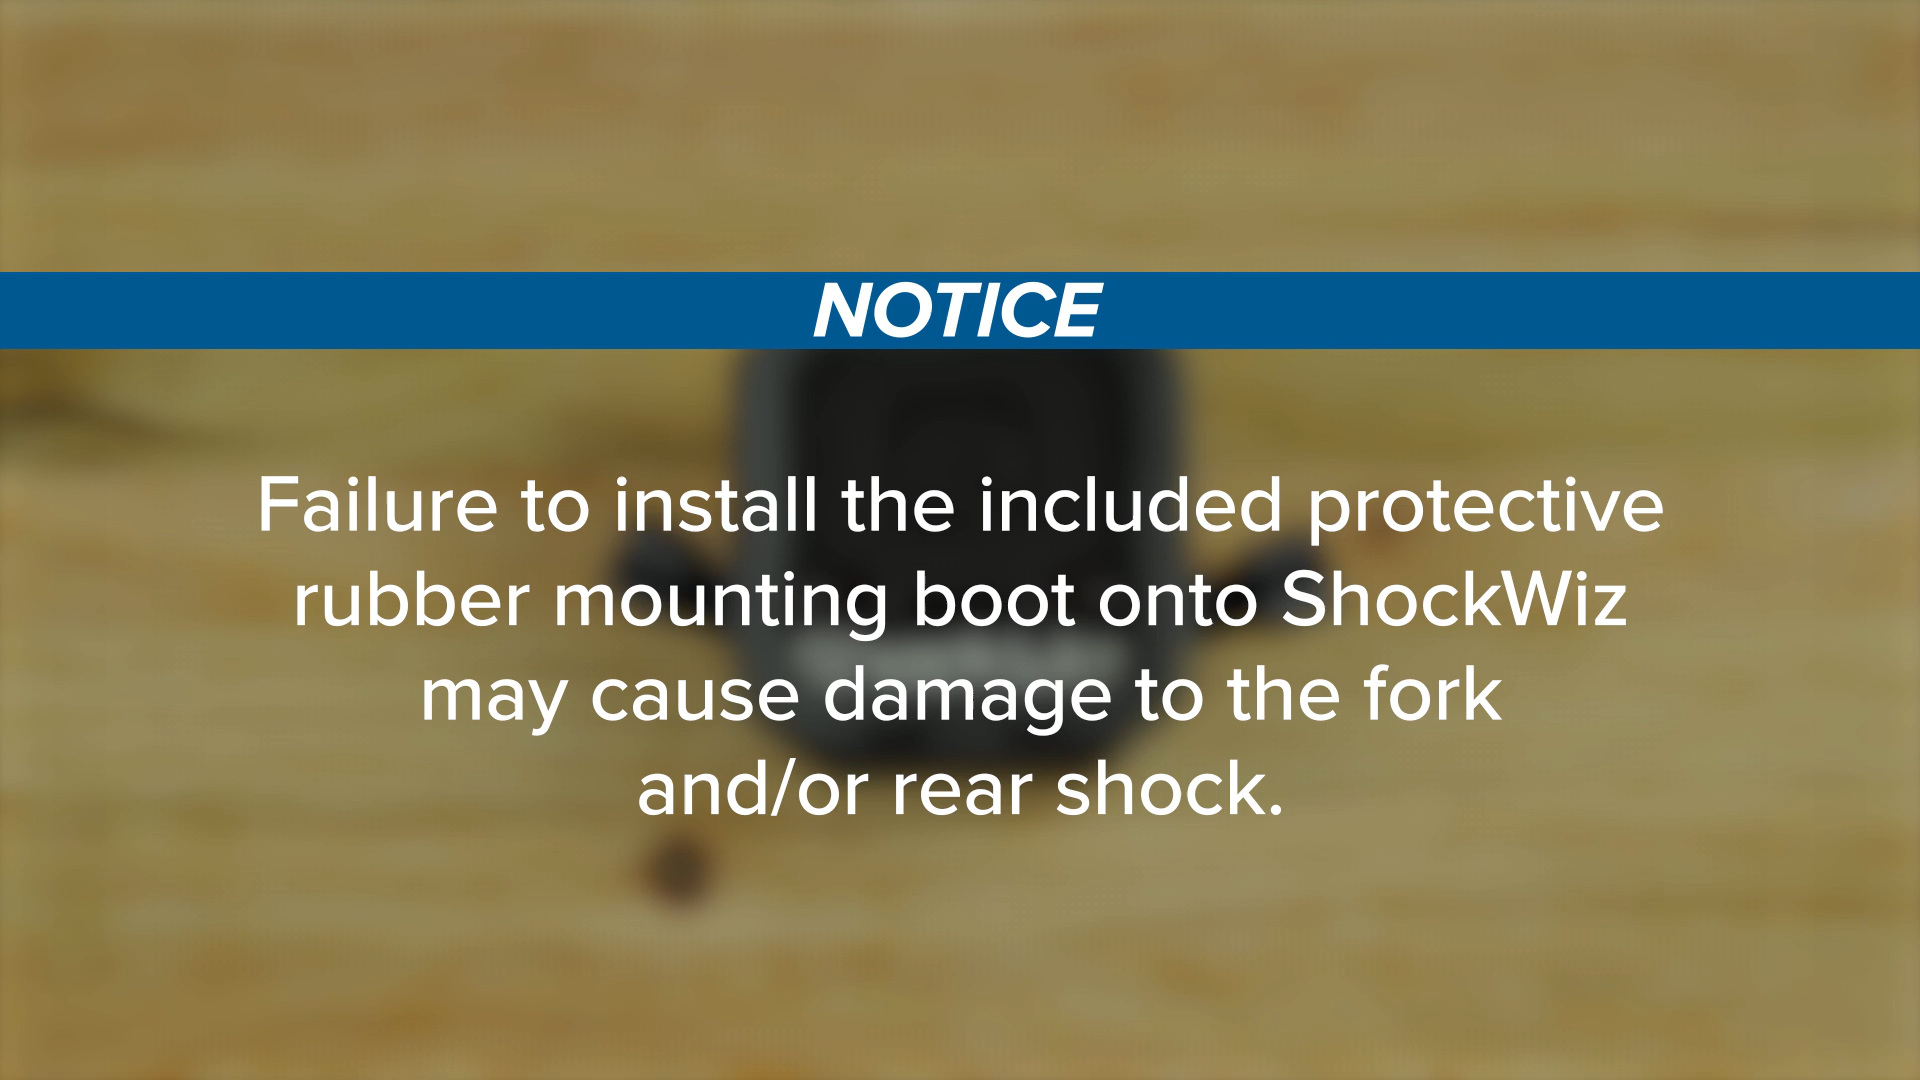 NOTICE
Failure to install the included protective
rubber mounting boot onto ShockWiz
may cause damage to the fork
and/or rear shock.